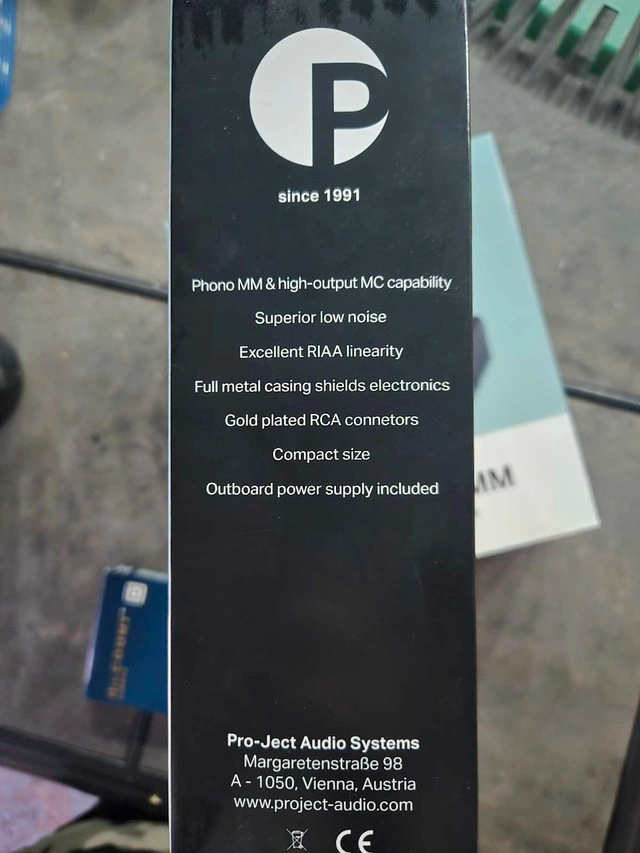 P
since 1991
Phono MM & high-output MC capability
Superior low noise
Excellent RIAA linearity
Full metal casing shields electronics
Gold plated RCA connetors
Compact size
Outboard power supply included
Pro-Ject Audio Systems
Margaretenstraße 98
A - 1050, Vienna, Austria
www.project-audio.com
CE
MM